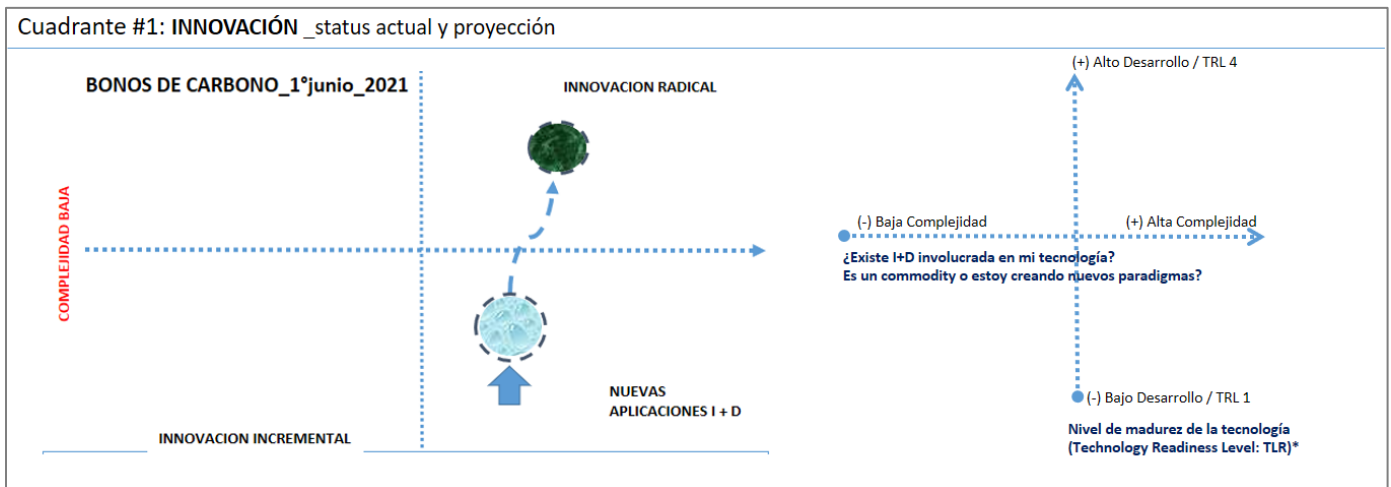 Cuadrante #1: INNOVACIÓN _status actual y proyección
BONOS DE CARBONO_1°junio_2021
INNOVACION RADICAL
COMPLEJIDAD BAJA
NUEVAS
APLICACIONES I + D
INNOVACION INCREMENTAL
(+) Alto Desarrollo / TRL 4
(-) Baja Complejidad
(+) Alta Complejidad
¿Existe I+D involucrada en mi tecnología?
Es un commodity o estoy creando nuevos paradigmas?
(-) Bajo Desarrollo / TRL 1
Nivel de madurez de la tecnología
(Technology Readiness Level: TLR)*